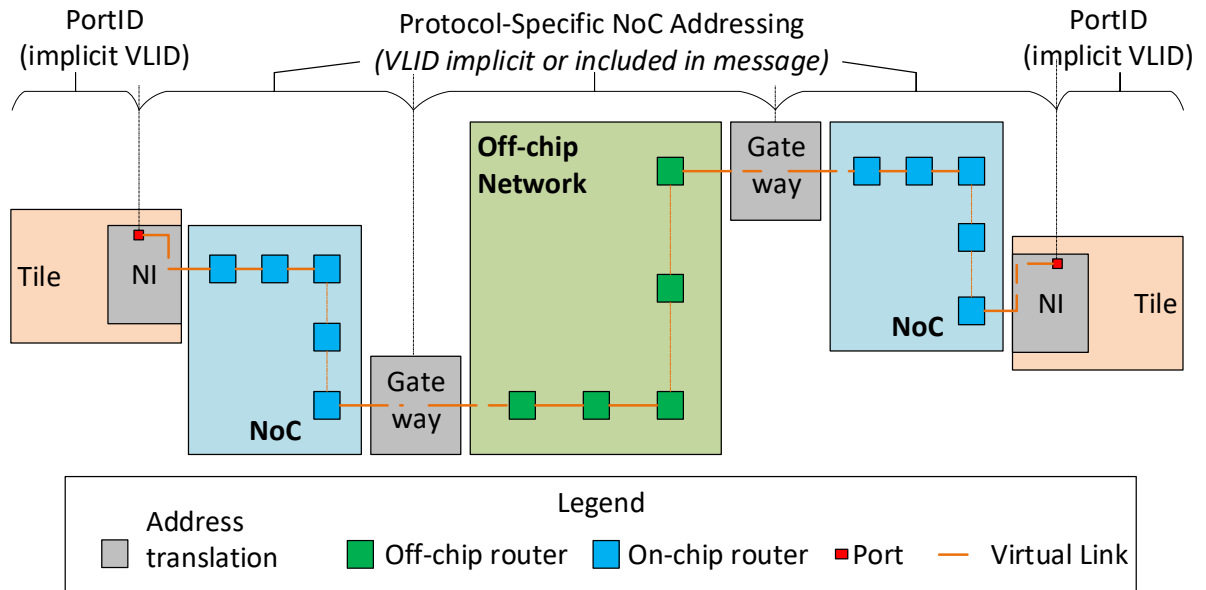 PortID
(implicit VLID)
Protocol-Specific NoC Addressing
(VLID implicit or included in message)
PortID
(implicit VLID)
Off-chip
Network
Gate
way
Tile
NI
NoC
Gate
way
NoC
NI
Tile
Legend
Address
translation
Off-chip router
On-chip router
Port
Virtual Link